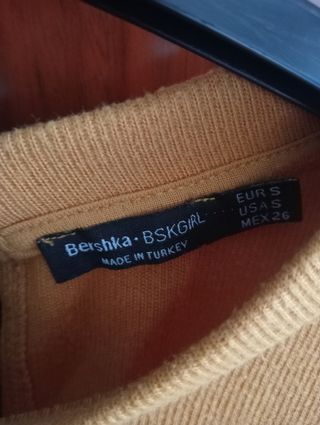 Bershka · BSKGIRL
MADE IN TURKEY
EUR S
USA S
MEX 26